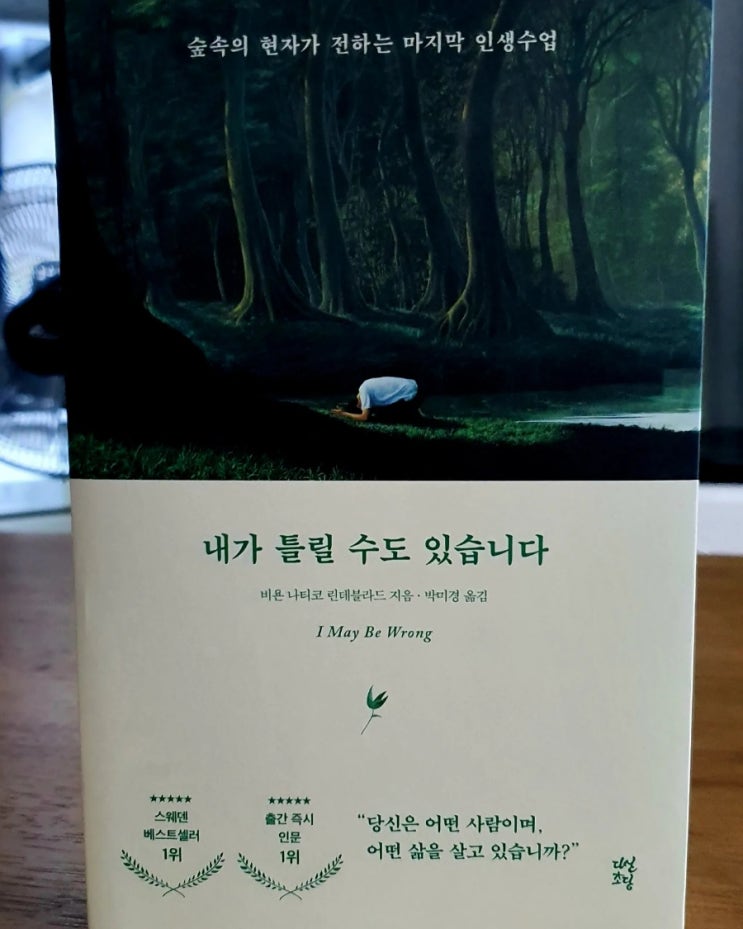 숲속의 현자가 전하는 마지막 인생수업
내가 틀릴 수도 있습니다
비욘 나티코 린데블라드 지음 · 박미경 옮김
I May Be Wrong
★★★★★
스웨덴
베스트셀러
1위
★★★★★
출간 즉시
인문
1위
“당신은 어떤 사람이며,
어떤 삶을 살고 있습니까?”
다산
초당